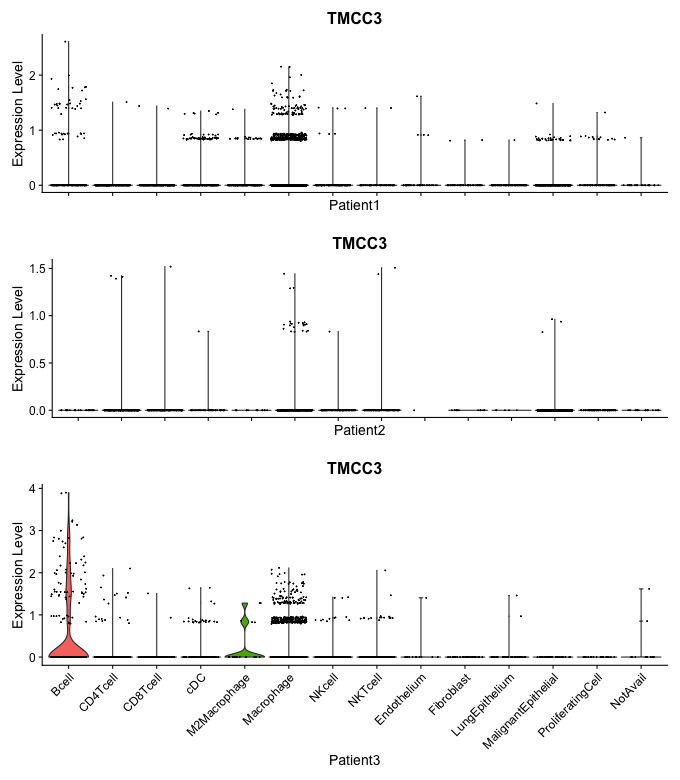 TMCC3
Expression Level
2
1
0
Patient1
TMCC3
Expression Level
1.5
1.0
0.5
0.0
Patient2
TMCC3
Expression Level
4
3
2
1
0
Bcell
CD4Tcell
CD8Tcell
cDC
M2Macrophage
Macrophage
NKcell
NKTcell
Endothelium
Fibroblast
LungEpithelium
MalignantEpithelial
ProliferatingCell
NotAvail
Patient3